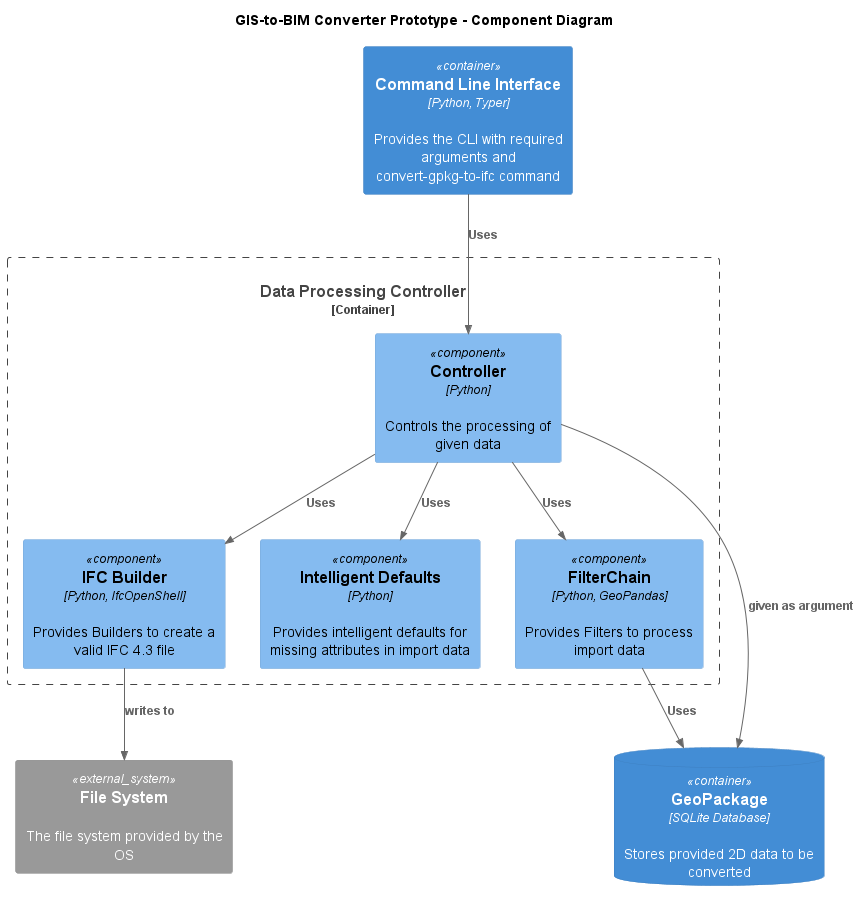 GIS-to-BIM Converter Prototype - Component Diagram
«container»
Command Line Interface
[Python, Typer]
Provides the CLI with required
arguments and
convert-gpkg-to-ifc command
Uses
Data Processing Controller
[Container]
«component»
Controller
[Python]
Controls the processing of
given data
Uses
Uses
Uses
«component»
IFC Builder
[Python, IfcOpenShell]
Provides Builders to create a
valid IFC 4.3 file
«component»
Intelligent Defaults
[Python]
Provides intelligent defaults for
missing attributes in import data
«component»
FilterChain
[Python, GeoPandas]
Provides Filters to process
import data
given as argument
writes to
Uses
«external_system»
File System
The file system provided by the
OS
«container»
GeoPackage
[SQLite Database]
Stores provided 2D data to be
converted